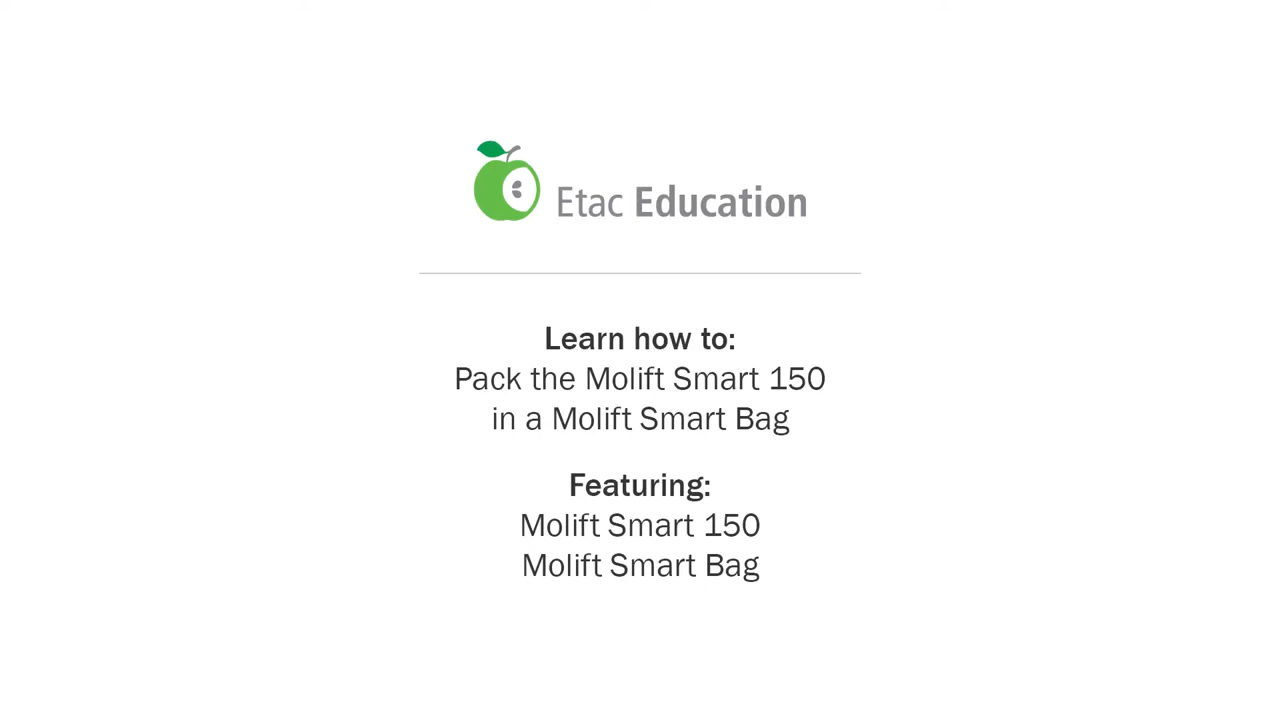 Etac Education
Learn how to:
Pack the Molift Smart 150
in a Molift Smart Bag
Featuring:
Molift Smart 150
Molift Smart Bag